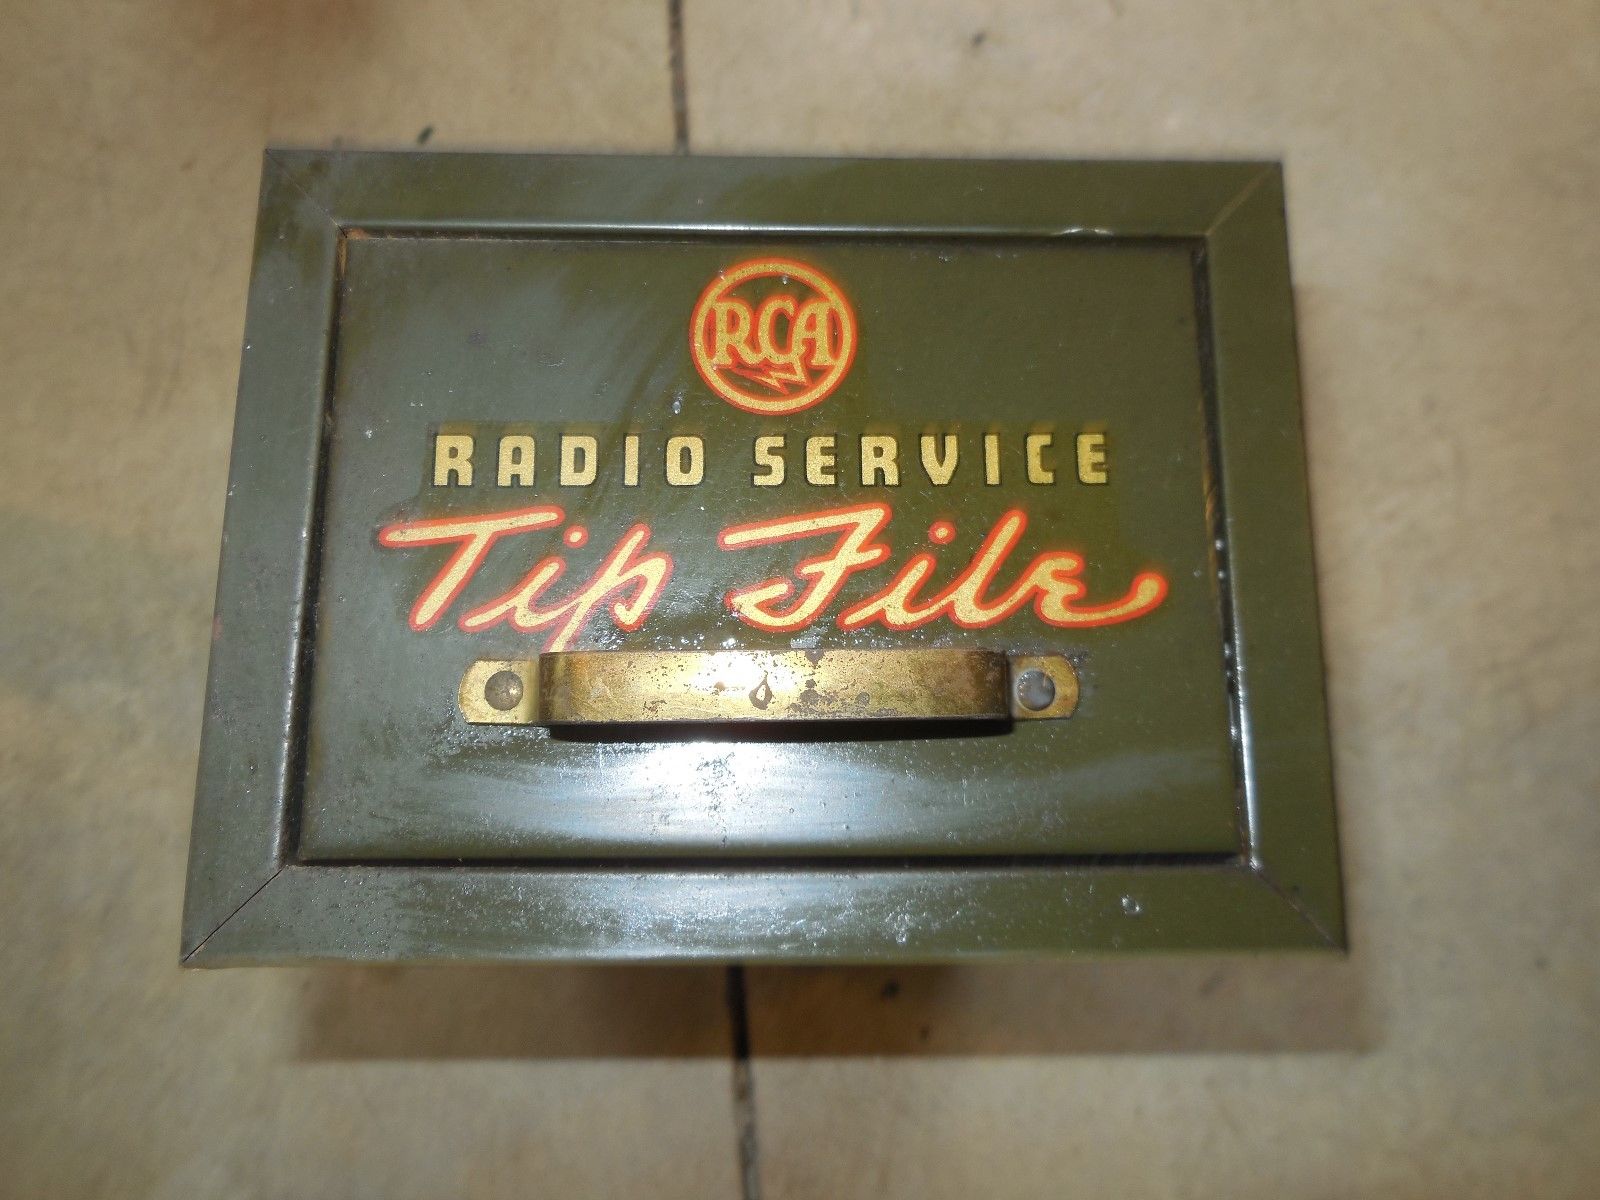 RCA
RADIO SERVICE
Tip File